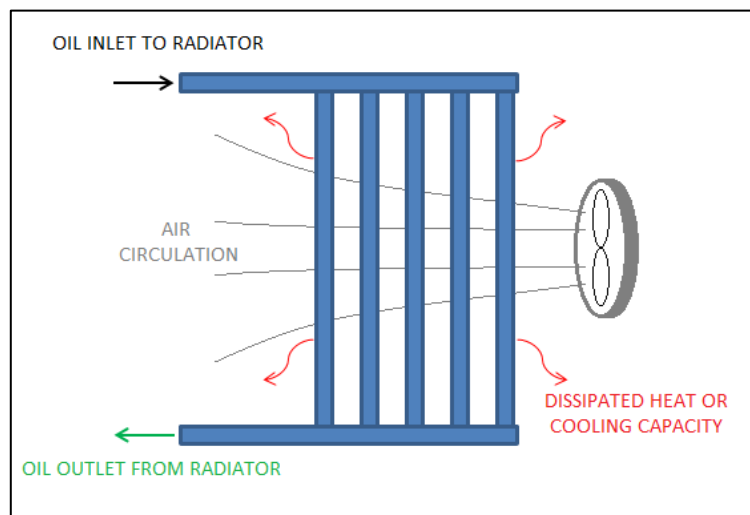 OIL INLET TO RADIATOR
AIR
CIRCULATION
DISSIPATED HEAT OR
COOLING CAPACITY
OIL OUTLET FROM RADIATOR